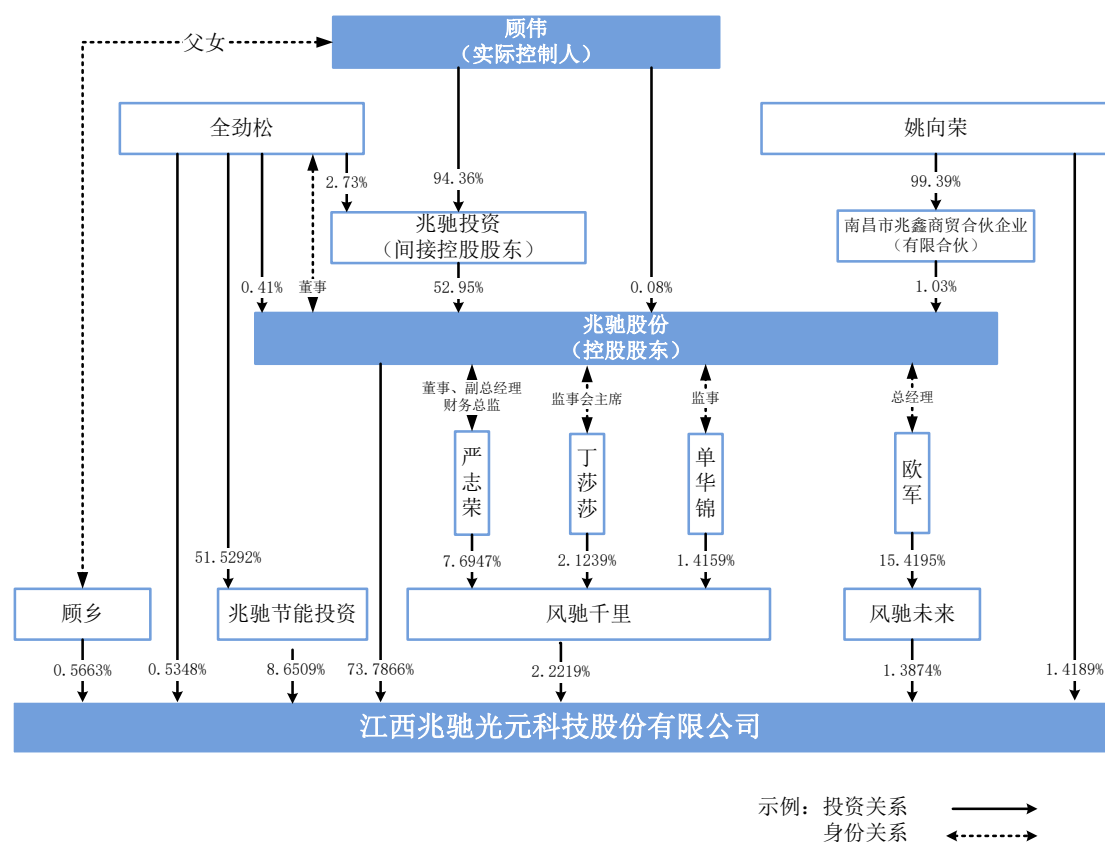 顾伟
（实际控制人）
父女
全劲松
姚向荣
2.73%
94.36%
99.39%
兆驰投资
（间接控股股东）
南昌市兆鑫商贸合伙企业
（有限合伙）
0.41%
董事
52.95%
0.08%
1.03%
兆驰股份
（控股股东）
董事、副总经理
财务总监
监事会主席
监事
总经理
严志荣
丁莎莎
单华锦
欧军
51.5292%
7.6947%
2.1239%
1.4159%
15.4195%
顾乡
兆驰节能投资
风驰千里
风驰未来
0.5663%
0.5348%
8.6509%
73.7866%
2.2219%
1.3874%
1.4189%
江西兆驰光元科技股份有限公司
示例：投资关系
身份关系